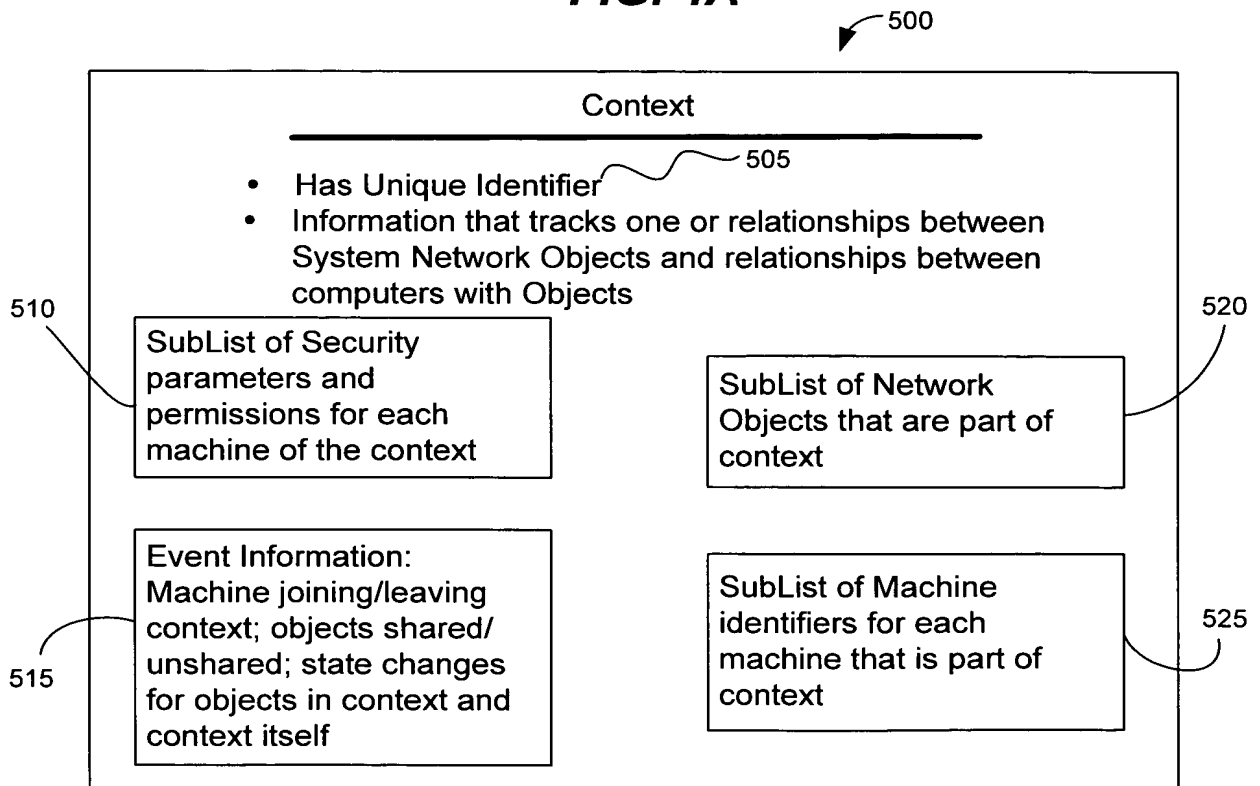 500
Context
505
• Has Unique Identifier
• Information that tracks one or relationships between
System Network Objects and relationships between
computers with Objects
510
SubList of Security
parameters and
permissions for each
machine of the context
520
SubList of Network
Objects that are part of
context
515
Event Information:
Machine joining/leaving
context; objects shared/
unshared; state changes
for objects in context and
context itself
525
SubList of Machine
identifiers for each
machine that is part of
context